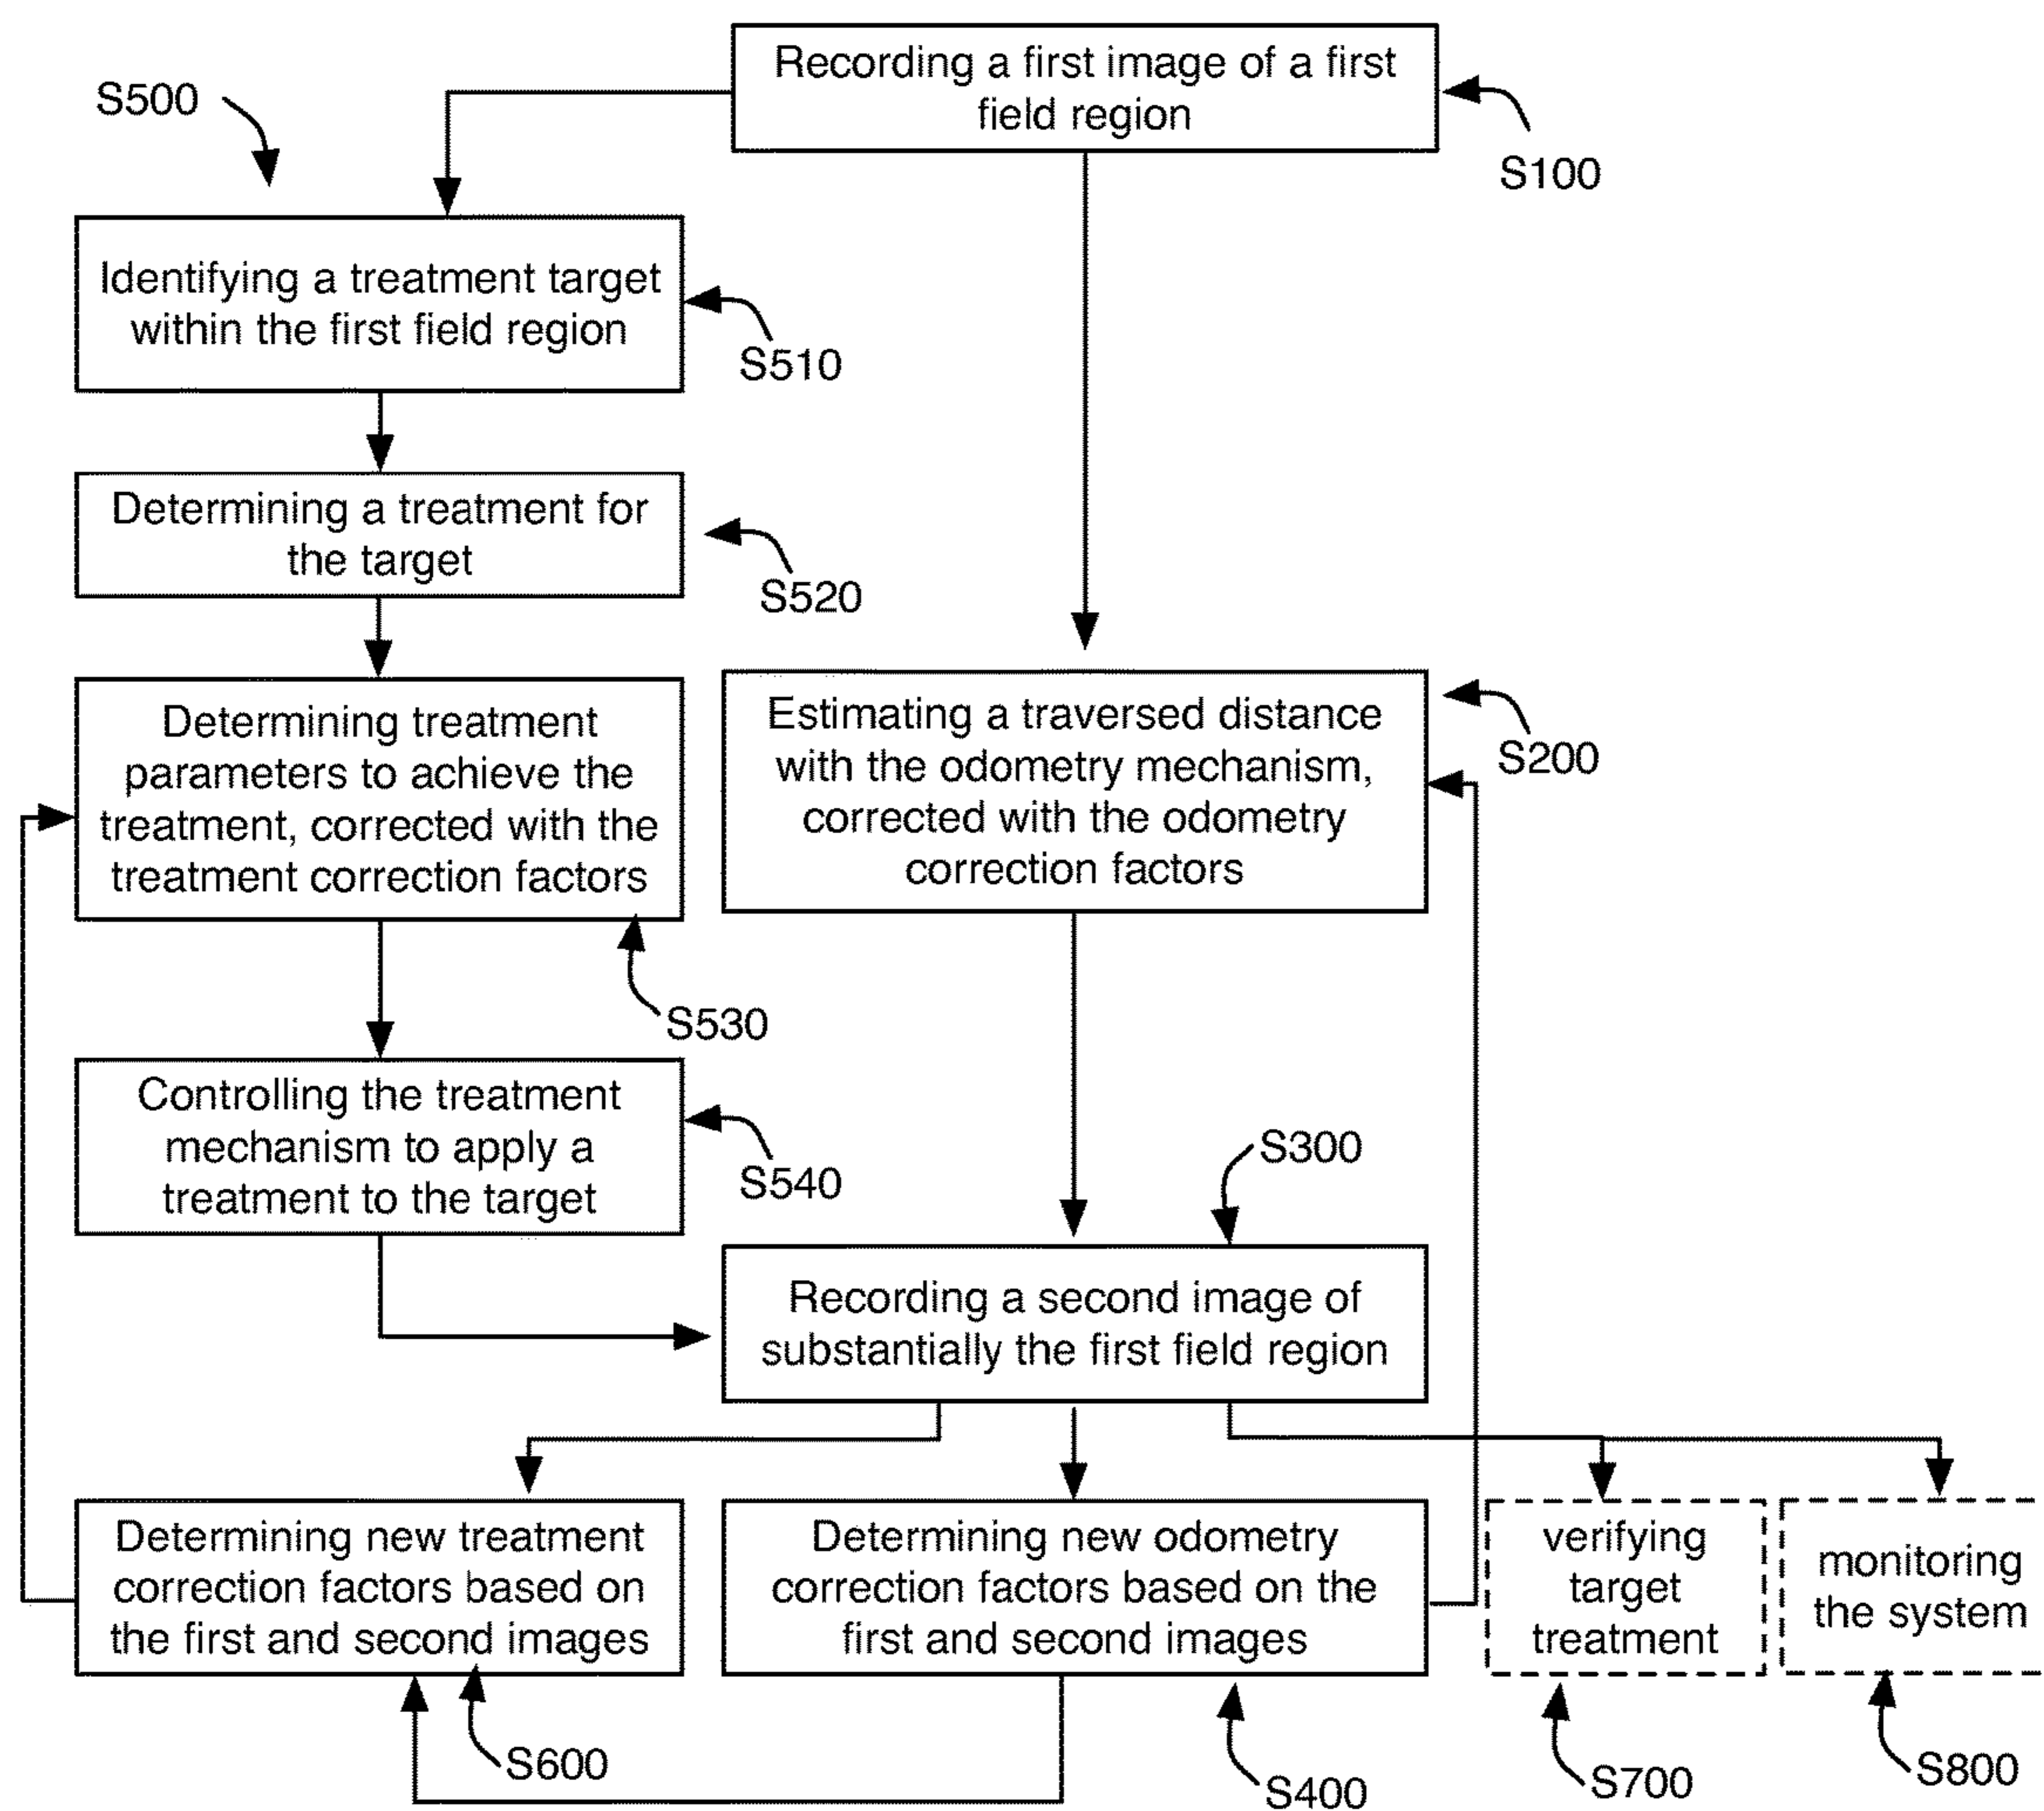 Recording a first image of a first
field region
S100
S500
Identifying a treatment target
within the first field region
S510
Determining a treatment for
the target
S520
Determining treatment
parameters to achieve the
treatment, corrected with the
treatment correction factors
S530
Estimating a traversed distance
with the odometry mechanism,
corrected with the odometry
correction factors
S200
Controlling the treatment
mechanism to apply a
treatment to the target
S540
S300
Recording a second image of
substantially the first field region
Determining new treatment
correction factors based on
the first and second images
S600
Determining new odometry
correction factors based on the
first and second images
S400
verifying
target
treatment
S700
monitoring
the system
S800